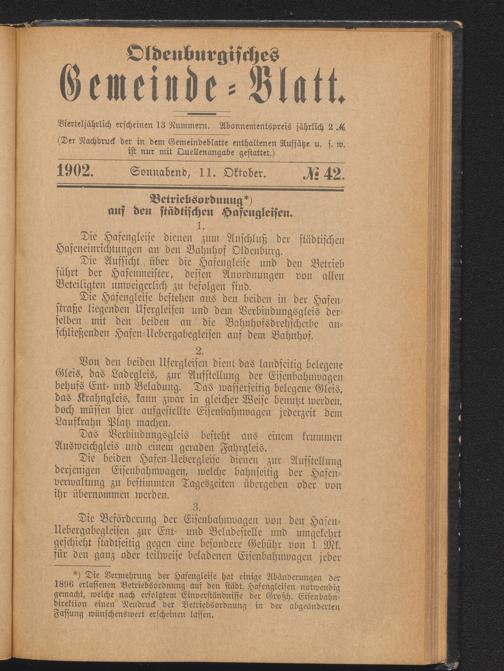 Oldenburgisches
Gemeinde-Blatt.
Vierteljährlich erscheinen 13 Nummern. Abonnementspreis jährlich 2 ℳ
(Der Nachdruck der in dem Gemeindeblatte enthaltenen Aufsätze u. s. w.
ist nur mit Quellenangabe gestattet.)
1902. Sonnabend, 11. Oktober. № 42.
Betriebsordnung*)
auf den städtischen Hafengleisen.
1.
Die Hafengleise dienen zum Anschluß der städtischen
Hafeneinrichtungen an den Bahnhof Oldenburg.
Die Aufsicht über die Hafengleise und den Betrieb
führt der Hafenmeister, dessen Anordnungen von allen
Beteiligten unweigerlich zu befolgen sind.
Die Hafengleise bestehen aus den beiden in der Hafen-
straße liegenden Ufergleisen und dem Verbindungsgleis der-
selben mit den beiden an die Bahnhofsdrehscheibe an-
schließenden Hafen-Uebergabegleisen auf dem Bahnhof.
2.
Von den beiden Ufergleisen dient das landseitig belegene
Gleis, das Ladegleis, zur Aufstellung der Eisenbahnwagen
behufs Ent- und Beladung. Das wasserseitig belegene Gleis,
das Krahngleis, kann zwar in gleicher Weise benutzt werden,
doch müssen hier aufgestellte Eisenbahnwagen jederzeit dem
Laufkrahn Platz machen.
Das Verbindungsgleis besteht aus einem krummen
Ausweichgleis und einem geraden Fahrgleis.
Die beiden Hafen-Uebergleise dienen zur Aufstellung
derjenigen Eisenbahnwagen, welche bahnseitig der Hafen-
verwaltung zu bestimmten Tageszeiten übergeben oder von
ihr übernommen werden.
3.
Die Beförderung der Eisenbahnwagen von den Hafen-
Uebergabegleisen zur Ent- und Beladestelle und umgekehrt
geschieht stadtseitig gegen eine besondere Gebühr von 1 Mk.
für den ganz oder teilweise beladenen Eisenbahnwagen jeder
*) Die Vermehrung der Hafengleise hat einige Abänderungen der
1896 erlassenen Betriebsordnung auf den städt. Hafengleisen notwendig
gemacht, welche nach erfolgtem Einverständnisse der Großh. Eisenbahn-
direktion einen Neudruck der Betriebsordnung in der abgeänderten
Fassung wünschenswert erscheinen lassen.